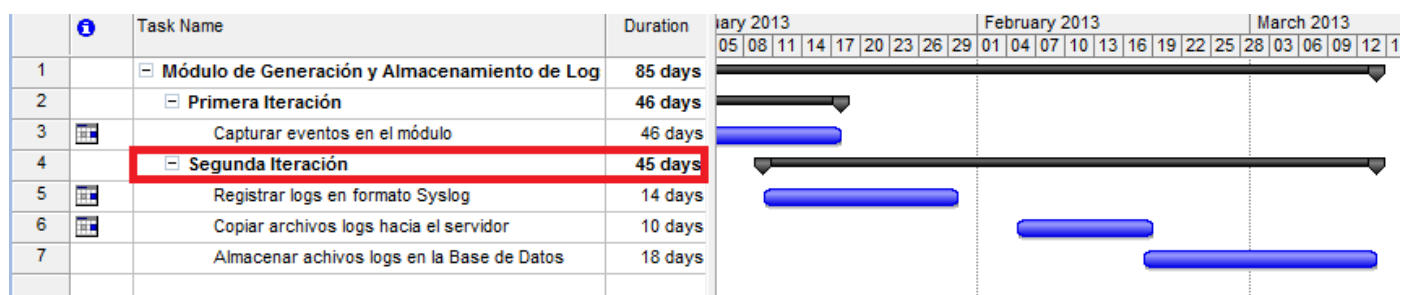 Task Name Duration iary 2013 February 2013 March 2013
05 08 11 14 17 20 23 26 29 01 04 07 10 13 16 19 22 25 28 03 06 09 12 1
1 Módulo de Generación y Almacenamiento de Log 85 days
2 Primera Iteración 46 days
3 Capturar eventos en el módulo 46 days
4 Segunda Iteración 45 days
5 Registrar logs en formato Syslog 14 days
6 Copiar archivos logs hacia el servidor 10 days
7 Almacenar achivos logs en la Base de Datos 18 days